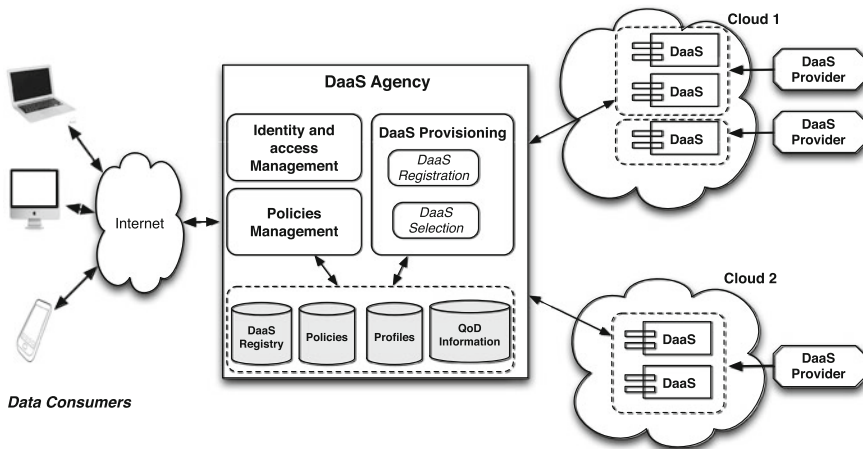 Internet
Data Consumers
DaaS Agency
Identity and
access
Management
Policies
Management
DaaS Provisioning
DaaS
Registration
DaaS
Selection
DaaS
Registry
Policies
Profiles
QoD
Information
Cloud 1
DaaS
DaaS
DaaS
DaaS
Provider
DaaS
Provider
Cloud 2
DaaS
DaaS
DaaS
Provider